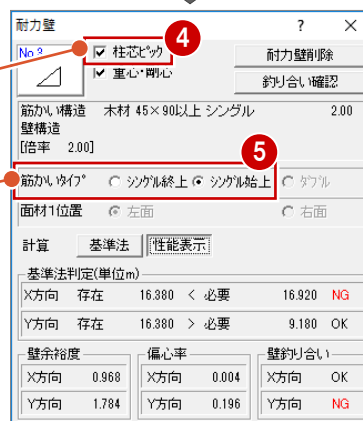 耐力壁 ? ×
No.3 ☑ 柱芯ピック 4 耐力壁削除
☑ 重心・剛心 釣り合い確認
筋かい構造 木材 45×90以上 シングル 2.00
壁構造
[倍率 2.00]
5
筋かいタイプ ○ シングル終上 ⦿ シングル始上 ○ ダブル
面材1位置 ⦿ 左面 ○ 右面
計算 基準法 性能表示
基準法判定(単位m)
X方向 存在 16.380 < 必要 16.920 NG
Y方向 存在 16.380 > 必要 9.180 OK
壁余裕度 偏心率 壁釣り合い
X方向 0.968 X方向 0.004 X方向 OK
Y方向 1.784 Y方向 0.196 Y方向 NG